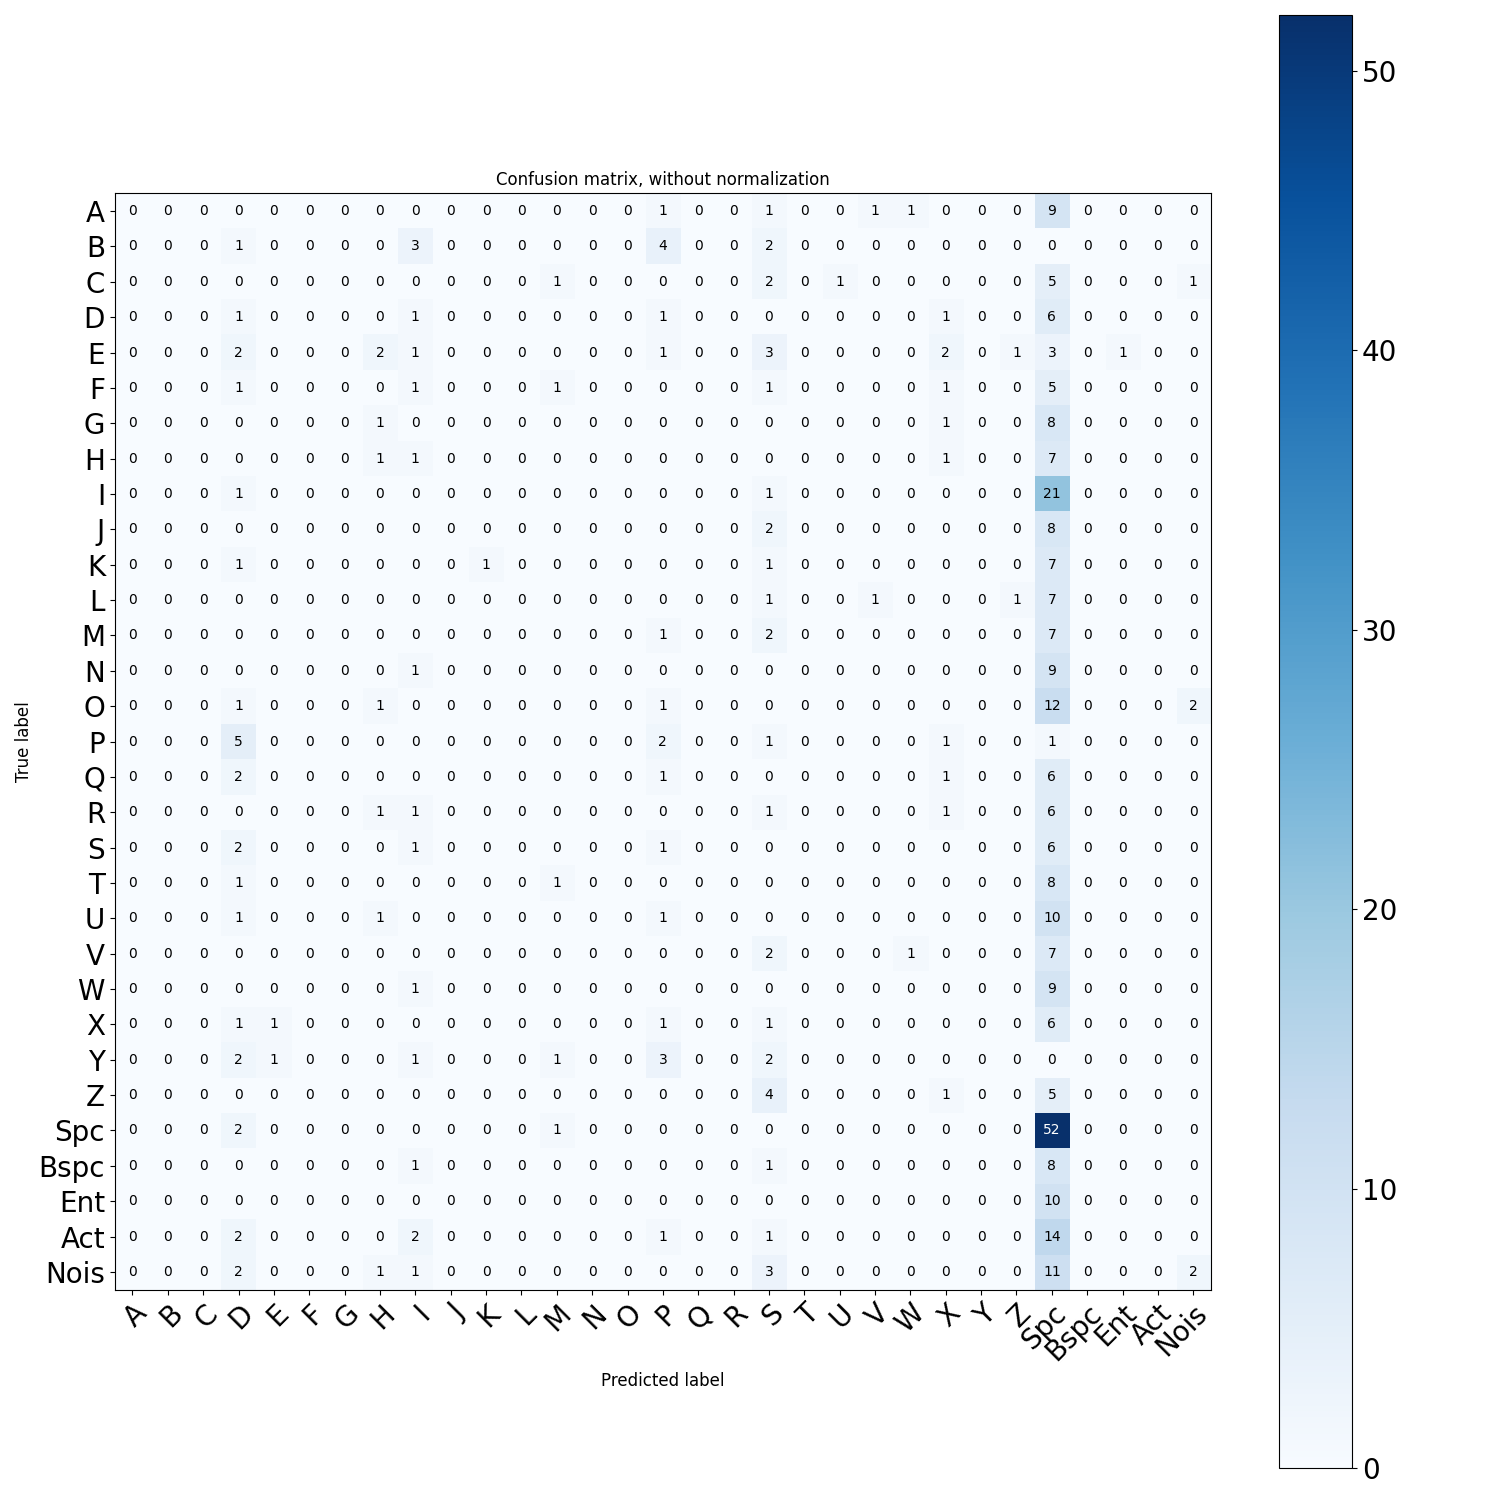 Confusion matrix, without normalization
A 0 0 0 0 0 0 0 0 0 0 0 0 0 0 0 1 0 0 1 0 0 1 1 0 0 0 9 0 0 0 0
B 0 0 0 1 0 0 0 0 3 0 0 0 0 0 0 4 0 0 2 0 0 0 0 0 0 0 0 0 0 0 0
C 0 0 0 0 0 0 0 0 0 0 0 0 1 0 0 0 0 0 2 0 1 0 0 0 0 0 5 0 0 0 1
D 0 0 0 1 0 0 0 0 1 0 0 0 0 0 0 1 0 0 0 0 0 0 0 1 0 0 6 0 0 0 0
E 0 0 0 2 0 0 0 2 1 0 0 0 0 0 0 1 0 0 3 0 0 0 0 2 0 1 3 0 1 0 0
F 0 0 0 1 0 0 0 0 1 0 0 0 1 0 0 0 0 0 1 0 0 0 0 1 0 0 5 0 0 0 0
G 0 0 0 0 0 0 0 1 0 0 0 0 0 0 0 0 0 0 0 0 0 0 0 1 0 0 8 0 0 0 0
H 0 0 0 0 0 0 0 1 1 0 0 0 0 0 0 0 0 0 0 0 0 0 0 1 0 0 7 0 0 0 0
I 0 0 0 1 0 0 0 0 0 0 0 0 0 0 0 0 0 0 1 0 0 0 0 0 0 0 21 0 0 0 0
J 0 0 0 0 0 0 0 0 0 0 0 0 0 0 0 0 0 0 2 0 0 0 0 0 0 0 8 0 0 0 0
K 0 0 0 1 0 0 0 0 0 0 1 0 0 0 0 0 0 0 1 0 0 0 0 0 0 0 7 0 0 0 0
L 0 0 0 0 0 0 0 0 0 0 0 0 0 0 0 0 0 0 1 0 0 1 0 0 0 1 7 0 0 0 0
M 0 0 0 0 0 0 0 0 0 0 0 0 0 0 0 1 0 0 2 0 0 0 0 0 0 0 7 0 0 0 0
N 0 0 0 0 0 0 0 0 1 0 0 0 0 0 0 0 0 0 0 0 0 0 0 0 0 0 9 0 0 0 0
O 0 0 0 1 0 0 0 1 0 0 0 0 0 0 0 1 0 0 0 0 0 0 0 0 0 0 12 0 0 0 2
P 0 0 0 5 0 0 0 0 0 0 0 0 0 0 0 2 0 0 1 0 0 0 0 1 0 0 1 0 0 0 0
Q 0 0 0 2 0 0 0 0 0 0 0 0 0 0 0 1 0 0 0 0 0 0 0 1 0 0 6 0 0 0 0
R 0 0 0 0 0 0 0 1 1 0 0 0 0 0 0 0 0 0 1 0 0 0 0 1 0 0 6 0 0 0 0
S 0 0 0 2 0 0 0 0 1 0 0 0 0 0 0 1 0 0 0 0 0 0 0 0 0 0 6 0 0 0 0
T 0 0 0 1 0 0 0 0 0 0 0 0 1 0 0 0 0 0 0 0 0 0 0 0 0 0 8 0 0 0 0
U 0 0 0 1 0 0 0 1 0 0 0 0 0 0 0 1 0 0 0 0 0 0 0 0 0 0 10 0 0 0 0
V 0 0 0 0 0 0 0 0 0 0 0 0 0 0 0 0 0 0 2 0 0 0 1 0 0 0 7 0 0 0 0
W 0 0 0 0 0 0 0 0 1 0 0 0 0 0 0 0 0 0 0 0 0 0 0 0 0 0 9 0 0 0 0
X 0 0 0 1 1 0 0 0 0 0 0 0 0 0 0 1 0 0 1 0 0 0 0 0 0 0 6 0 0 0 0
Y 0 0 0 2 1 0 0 0 1 0 0 0 1 0 0 3 0 0 2 0 0 0 0 0 0 0 0 0 0 0 0
Z 0 0 0 0 0 0 0 0 0 0 0 0 0 0 0 0 0 0 4 0 0 0 0 1 0 0 5 0 0 0 0
Spc 0 0 0 2 0 0 0 0 0 0 0 0 1 0 0 0 0 0 0 0 0 0 0 0 0 0 52 0 0 0 0
Bspc 0 0 0 0 0 0 0 0 1 0 0 0 0 0 0 0 0 0 1 0 0 0 0 0 0 0 8 0 0 0 0
Ent 0 0 0 0 0 0 0 0 0 0 0 0 0 0 0 0 0 0 0 0 0 0 0 0 0 0 10 0 0 0 0
Act 0 0 0 2 0 0 0 0 2 0 0 0 0 0 0 1 0 0 1 0 0 0 0 0 0 0 14 0 0 0 0
Nois 0 0 0 2 0 0 0 1 1 0 0 0 0 0 0 0 0 0 3 0 0 0 0 0 0 0 11 0 0 0 2
A B C D E F G H I J K L M N O P Q R S T U V W X Y Z Spc Bspc Ent Act Nois
True label
Predicted label
50
40
30
20
10
0